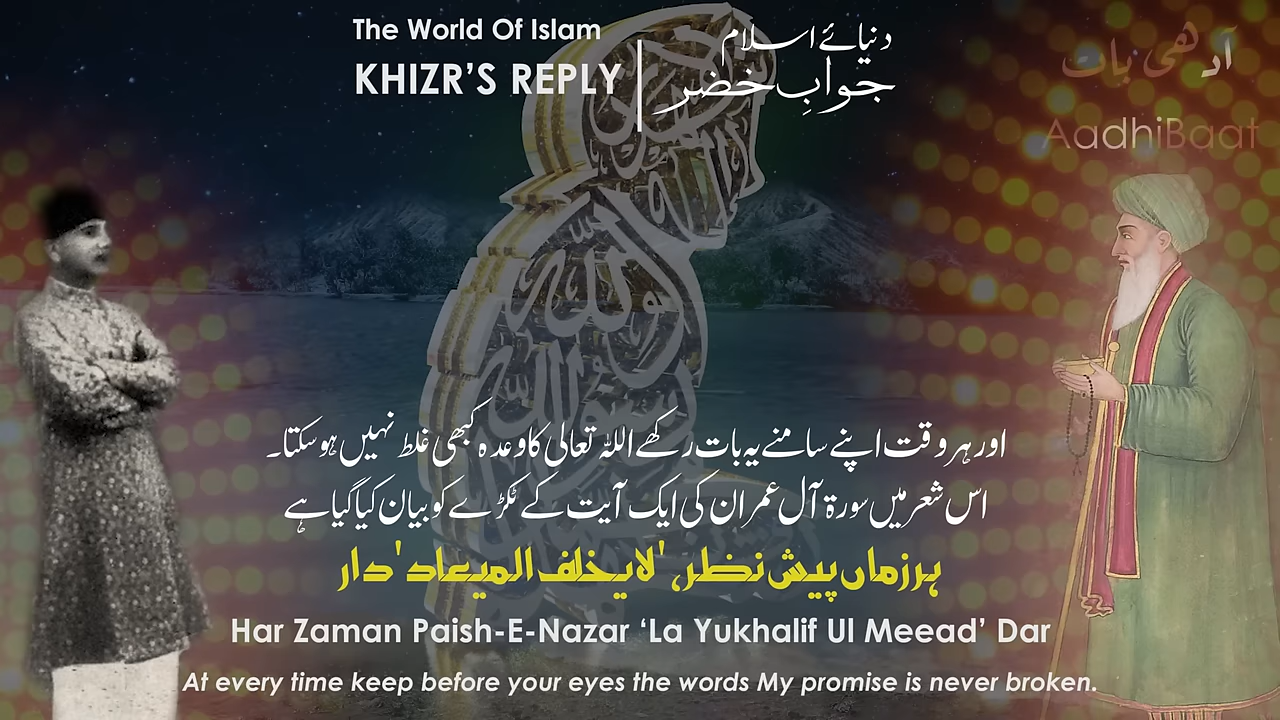 The World Of Islam
KHIZR'S REPLY
دنیائے اسلام
جوابِ خضر
آدھی بات
AadhiBaat
اور ہر وقت اپنے سامنے یہ بات رکھے اللہ تعالی کا وعدہ کبھی غلط نہیں ہو سکتا۔
اس شعر میں سورۃ آل عمران کی ایک آیت کے ٹکڑے کو بیان کیا گیا ہے
ہر زماں پیش نظر، 'لا یخلف المیعاد' دار
Har Zaman Paish-E-Nazar ‘La Yukhalif Ul Meead’ Dar
At every time keep before your eyes the words My promise is never broken.